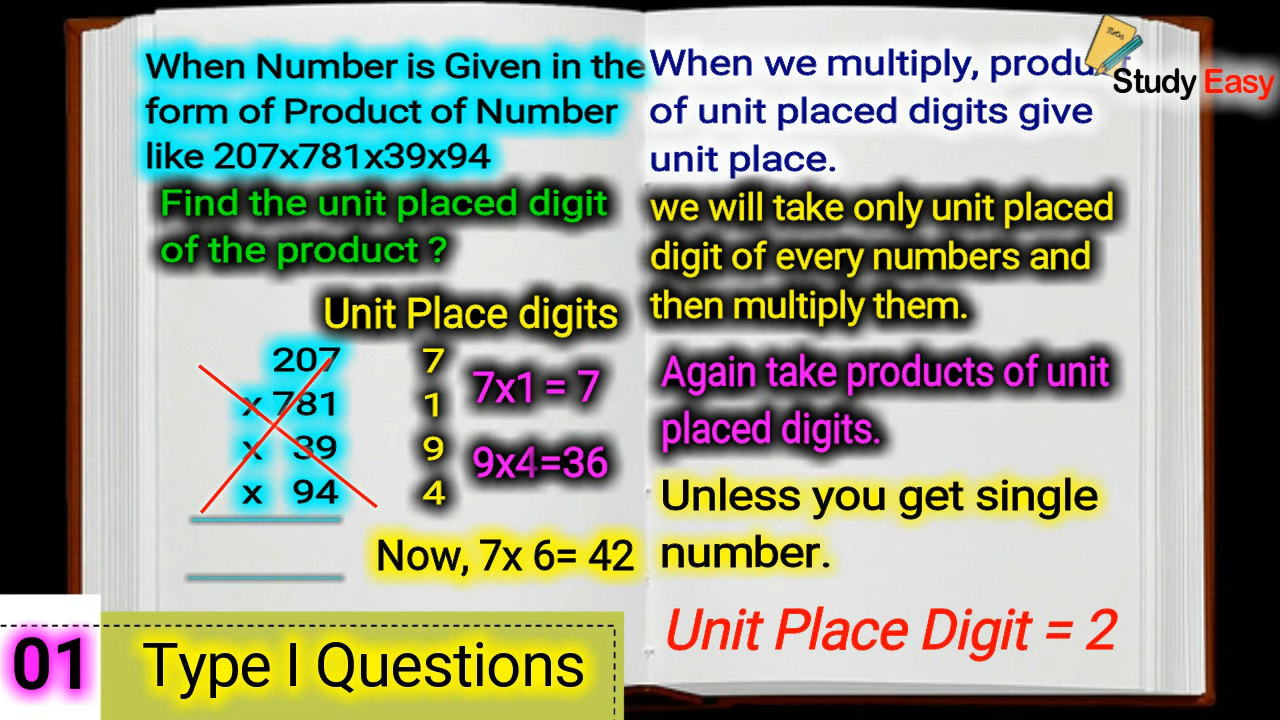 When Number is Given in the
form of Product of Number
like 207x781x39x94
Find the unit placed digit
of the product ?
Unit Place digits
207
x 781
x 39
x 94
7
1
9
4
7x1 = 7
9x4=36
Now, 7x 6= 42
01
Type I Questions
When we multiply,
of unit placed digits give
unit place.
we will take only unit placed
digit of every numbers and
then multiply them.
Again take products of unit
placed digits.
Unless you get single
number.
Unit Place Digit = 2
Notes
Study Easy